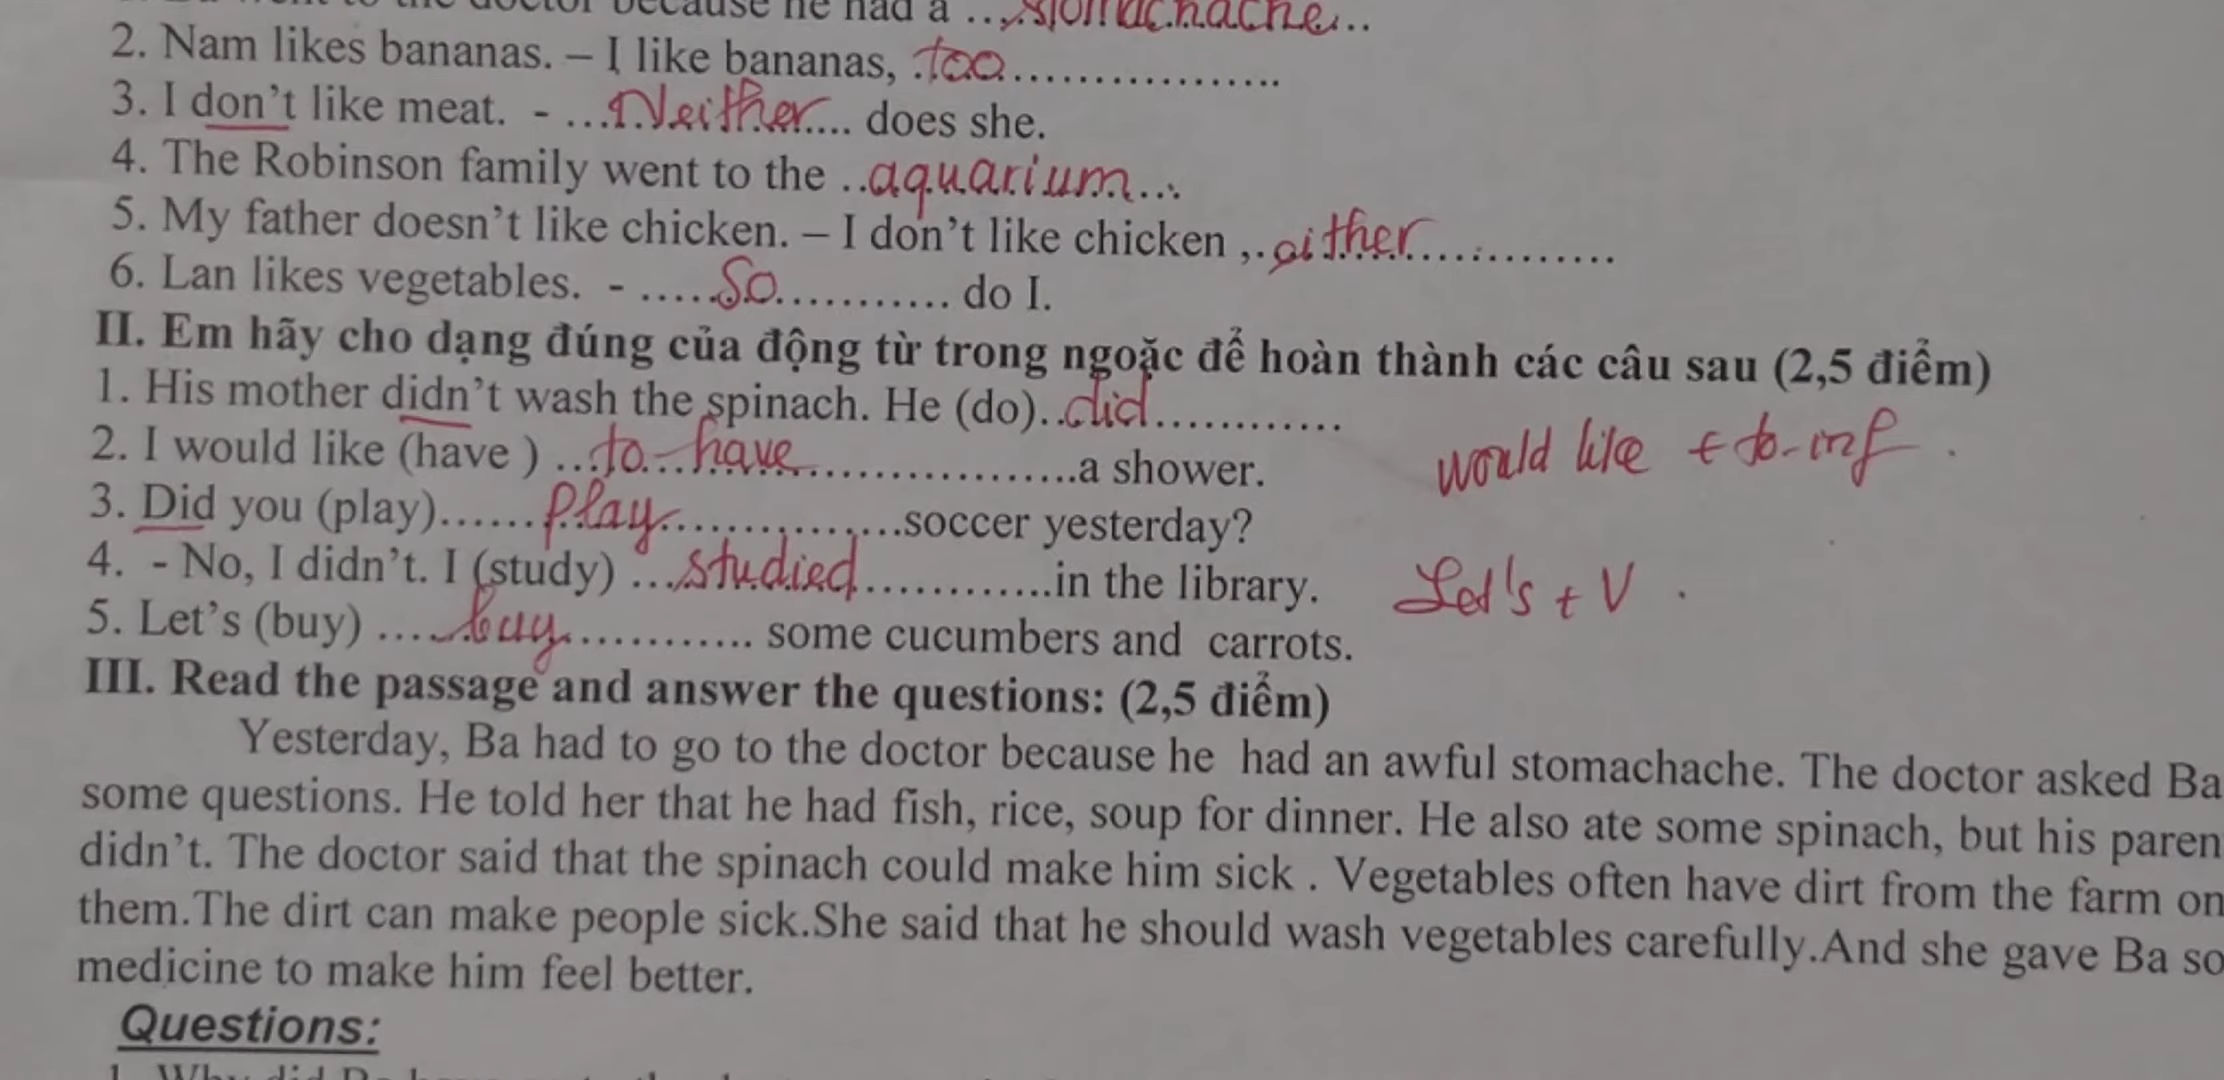 because he had a ...stomachache...
2. Nam likes bananas. – I like bananas, .too..................
3. I don't like meat. - ...Neither.... does she.
4. The Robinson family went to the ..aquarium...
5. My father doesn't like chicken. – I don't like chicken ,. either..............
6. Lan likes vegetables. - .....So............ do I.
II. Em hãy cho dạng đúng của động từ trong ngoặc để hoàn thành các câu sau (2,5 điểm)
1. His mother didn't wash the spinach. He (do)..did............
2. I would like (have ) ...to have.....................a shower. would like + to-inf .
3. Did you (play)......play...............soccer yesterday?
4. - No, I didn't. I (study) ...studied............in the library. Let's + V .
5. Let's (buy) ....buy............ some cucumbers and carrots.
III. Read the passage and answer the questions: (2,5 điểm)
Yesterday, Ba had to go to the doctor because he had an awful stomachache. The doctor asked Ba
some questions. He told her that he had fish, rice, soup for dinner. He also ate some spinach, but his paren
didn't. The doctor said that the spinach could make him sick . Vegetables often have dirt from the farm on
them.The dirt can make people sick.She said that he should wash vegetables carefully.And she gave Ba so
medicine to make him feel better.
Questions: